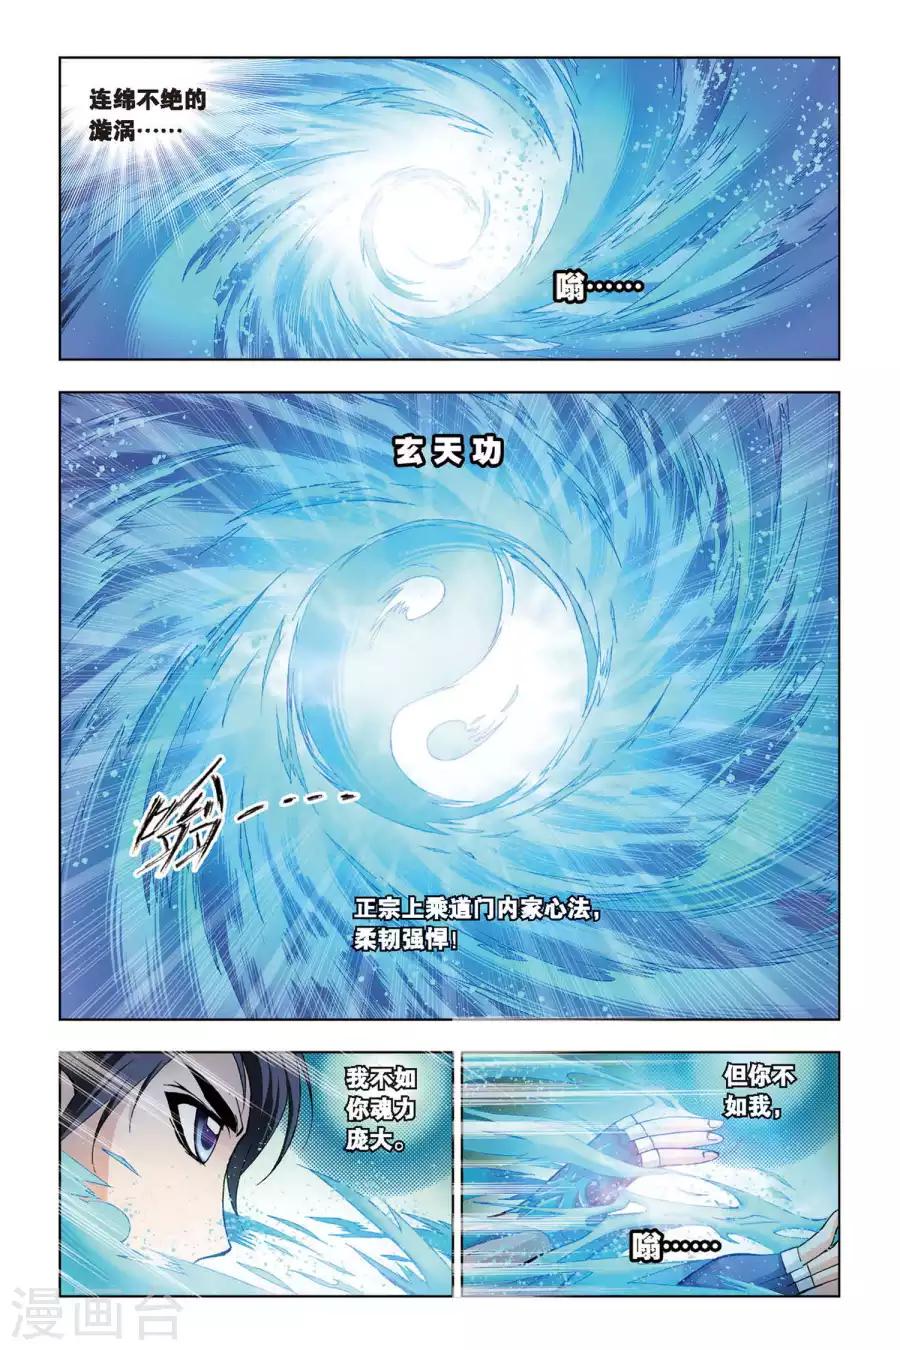 连绵不绝的
漩涡……
嗡……
玄天功
嗡……
正宗上乘道门内家心法，
柔韧强悍！
我不如
你魂力
庞大。
但你不
如我，
嗡……
漫画台